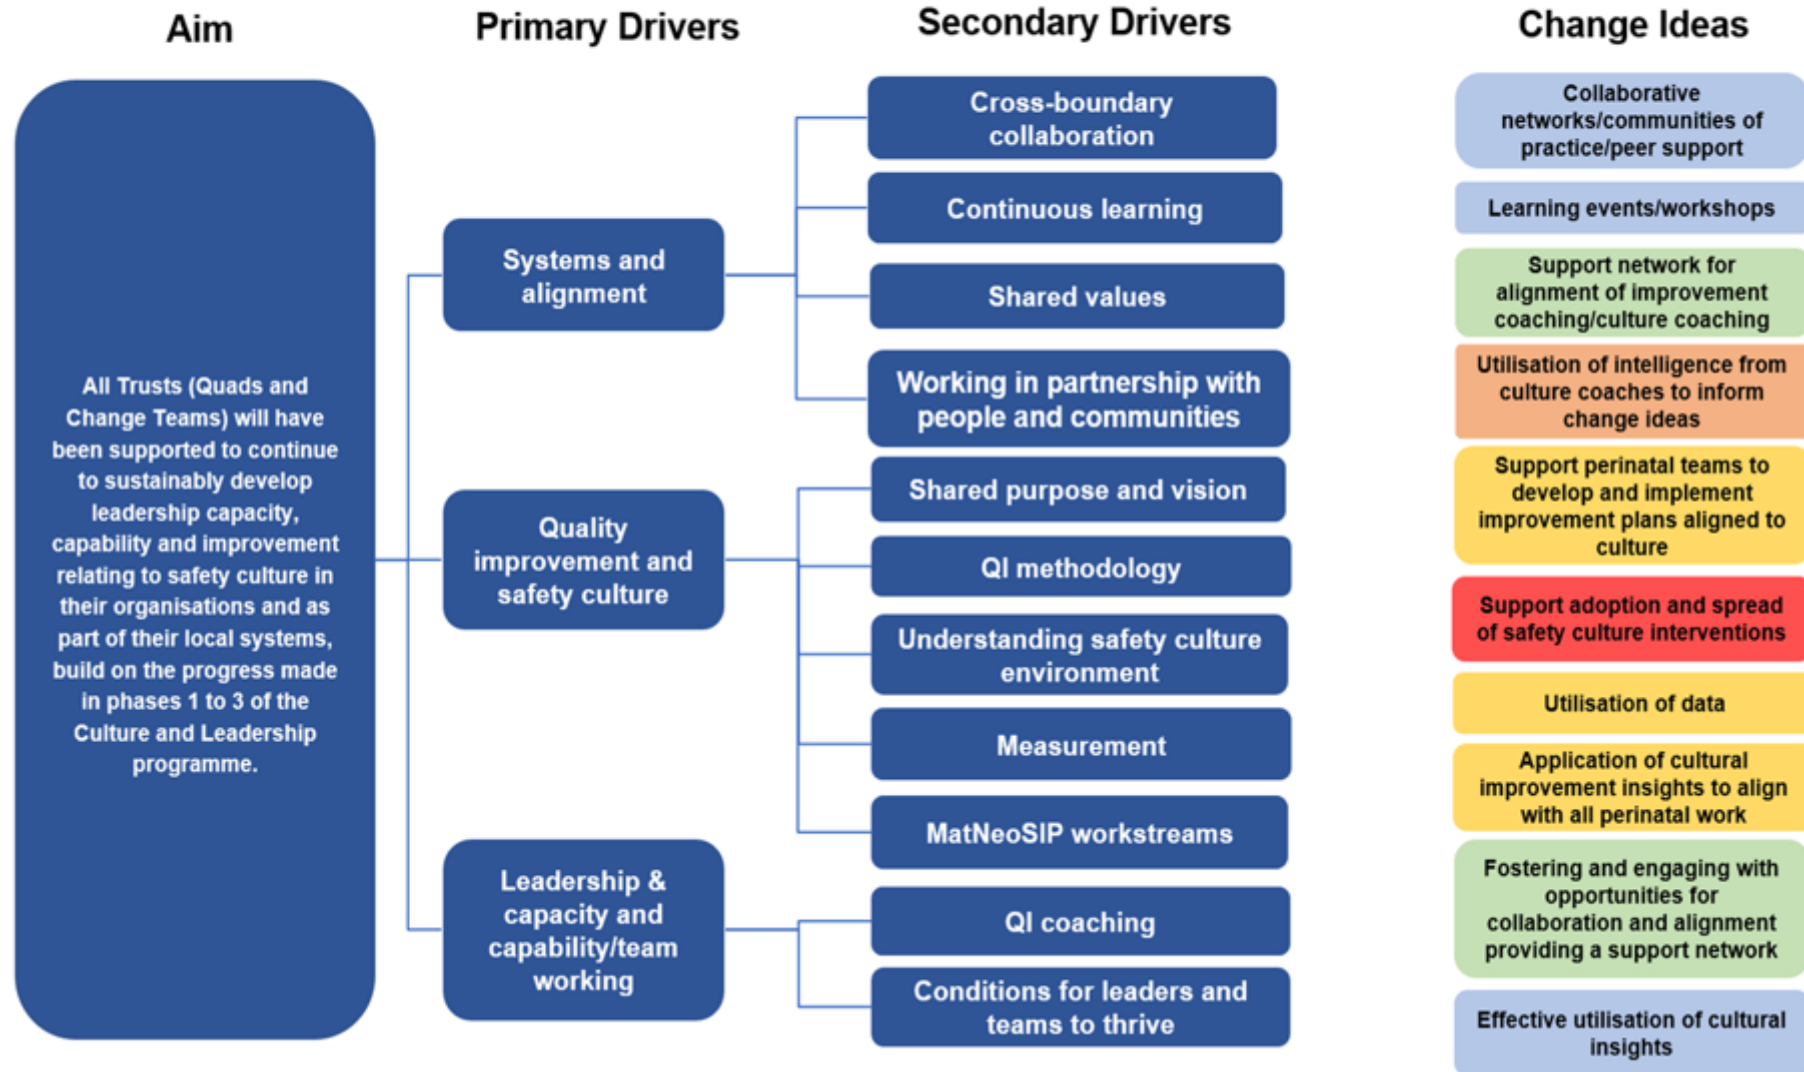 Aim
Primary Drivers
Secondary Drivers
Change Ideas
All Trusts (Quads and
Change Teams) will have
been supported to continue
to sustainably develop
leadership capacity,
capability and improvement
relating to safety culture in
their organisations and as
part of their local systems,
build on the progress made
in phases 1 to 3 of the
Culture and Leadership
programme.
Systems and
alignment
Quality
improvement and
safety culture
Leadership &
capacity and
capability/team
working
Cross-boundary
collaboration
Continuous learning
Shared values
Working in partnership with
people and communities
Shared purpose and vision
QI methodology
Understanding safety culture
environment
Measurement
MatNeoSIP workstreams
QI coaching
Conditions for leaders and
teams to thrive
Collaborative
networks/communities of
practice/peer support
Learning events/workshops
Support network for
alignment of improvement
coaching/culture coaching
Utilisation of intelligence from
culture coaches to inform
change ideas
Support perinatal teams to
develop and implement
improvement plans aligned to
culture
Support adoption and spread
of safety culture interventions
Utilisation of data
Application of cultural
improvement insights to align
with all perinatal work
Fostering and engaging with
opportunities for
collaboration and alignment
providing a support network
Effective utilisation of cultural
insights